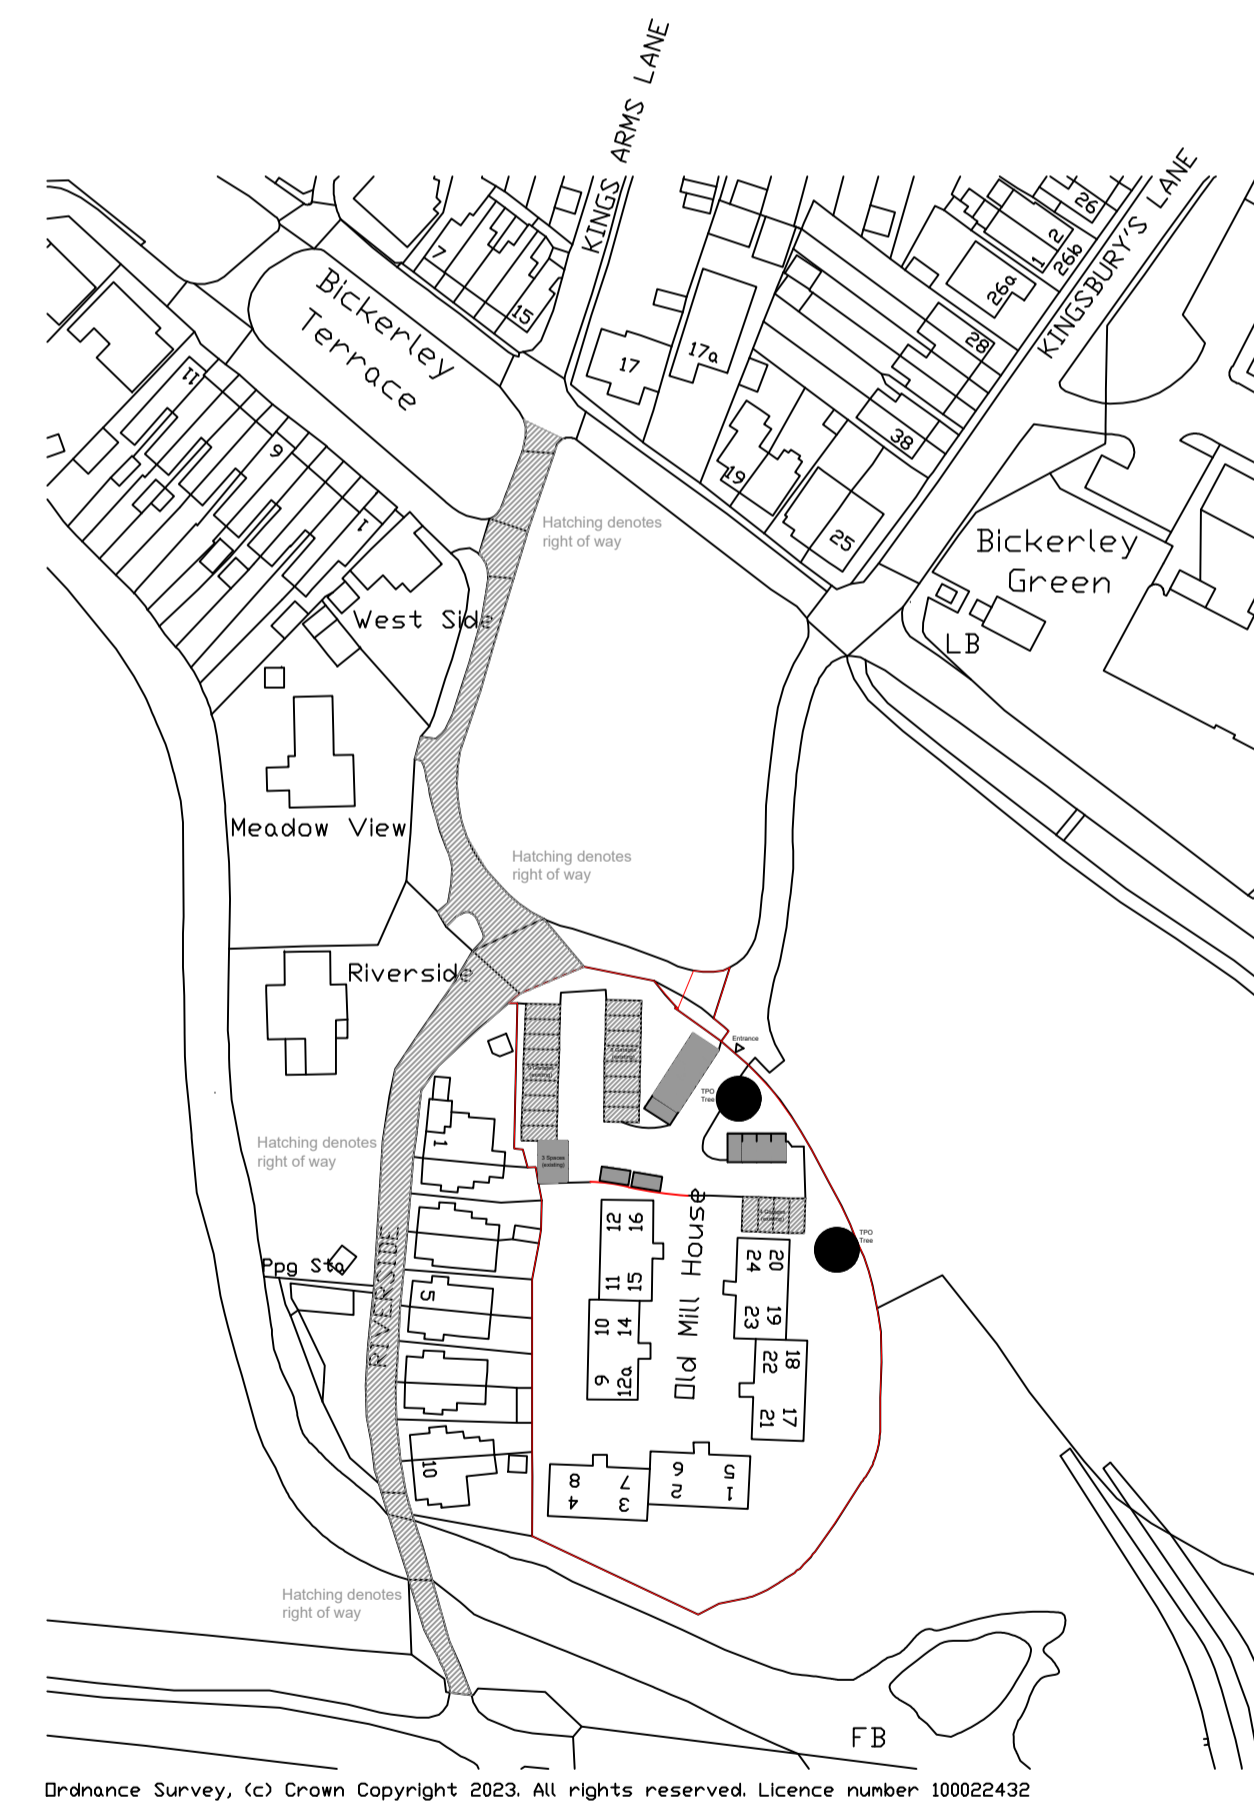 KINGS ARMS LANE
KINGSBURY'S LANE
26
2
1
26b
26a
7
15
Bickerley
Terrace
17
17a
28
38
11
6
1
19
25
Hatching denotes
right of way
Bickerley
Green
LB
West Side
Meadow View
Hatching denotes
right of way
Riverside
Entrance
TPO
Tree
Hatching denotes
right of way
1
3 Spaces
(existing)
12
16
11
15
10
14
9
12a
Old Mill House
TPO
Tree
24
20
23
19
22
18
21
17
Ppg Sta
RIVERSIDE
5
10
8
7
4
3
6
5
2
1
Hatching denotes
right of way
FB
Ordnance Survey, (c) Crown Copyright 2023. All rights reserved. Licence number 100022432